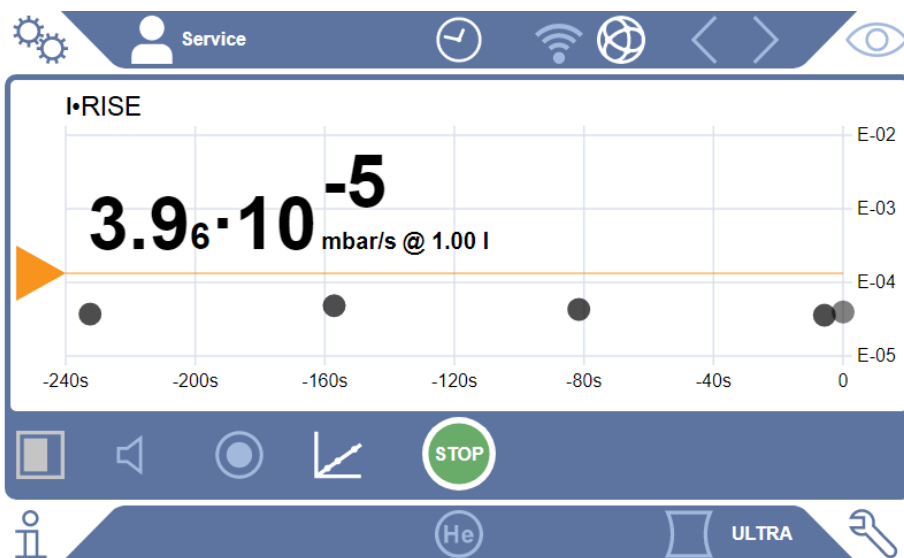 Service
I•RISE
3.96·10-5
mbar/s @ 1.00 l
E-02
E-03
E-04
E-05
-240s -200s -160s -120s -80s -40s 0
STOP
He
ULTRA